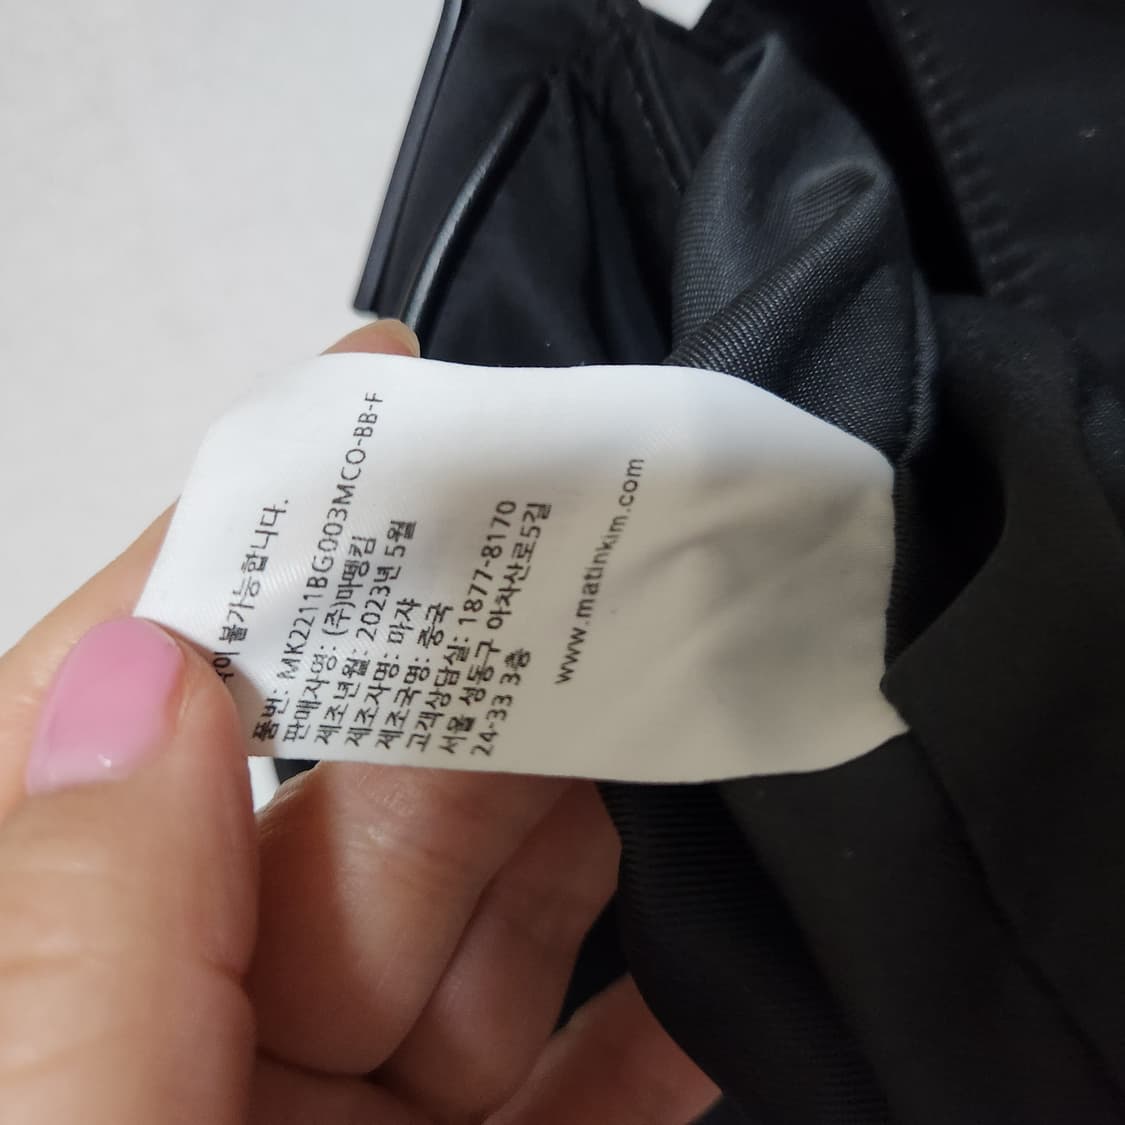 불가능합니다.
품번: MK2211BG003MCO-BB-F
판매자명: (주)마뗑킴
제조년월: 2023년 5월
제조자명: 마쟈
제조국명: 중국
고객상담실: 1877-8170
서울 성동구 아차산로5길
24-33 3층
www.matinkim.com